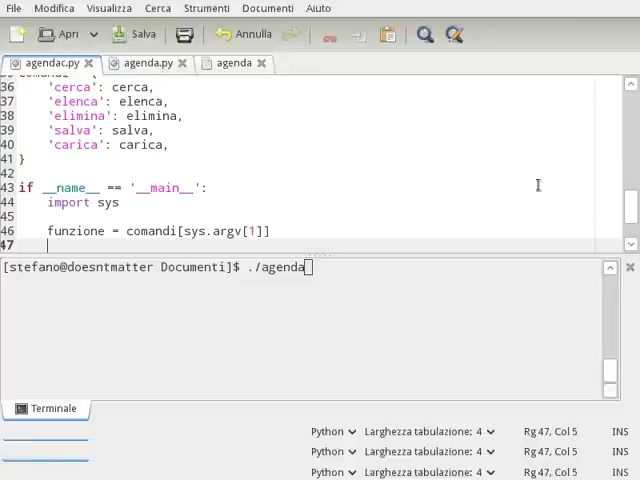 File Modifica Visualizza Cerca Strumenti Documenti Aiuto
Apri Salva Annulla
agendac.py agenda.py agenda
36 'cerca': cerca,
37 'elenca': elenca,
38 'elimina': elimina,
39 'salva': salva,
40 'carica': carica,
41 }
42
43 if __name__ == '__main__':
44 import sys
45
46 funzione = comandi[sys.argv[1]]
47
[stefano@doesntmatter Documenti]$ ./agenda
Terminale
Python Larghezza tabulazione: 4 Rg 47, Col 5 INS
Python Larghezza tabulazione: 4 Rg 47, Col 5 INS
Python Larghezza tabulazione: 4 Rg 47, Col 5 INS